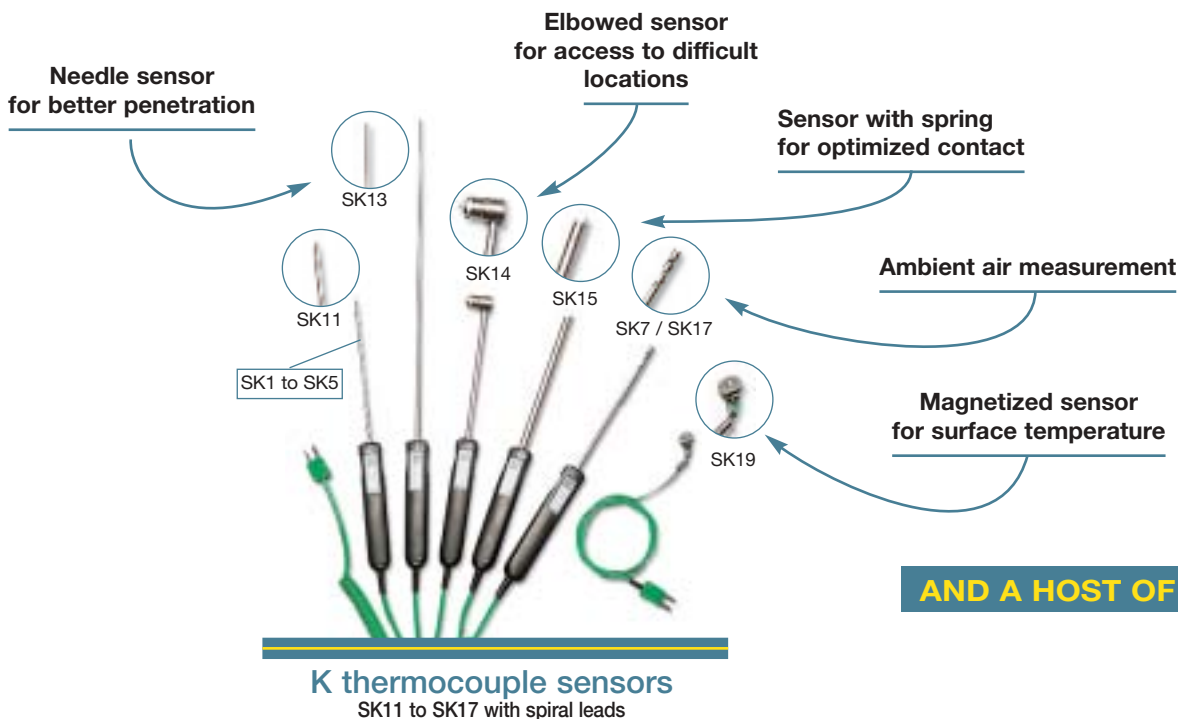 Elbowed sensor
for access to difficult
locations
Needle sensor
for better penetration
Sensor with spring
for optimized contact
SK13
SK14
SK15
Ambient air measurement
SK11
SK7 / SK17
SK1 to SK5
Magnetized sensor
for surface temperature
SK19
AND A HOST OF
K thermocouple sensors
SK11 to SK17 with spiral leads